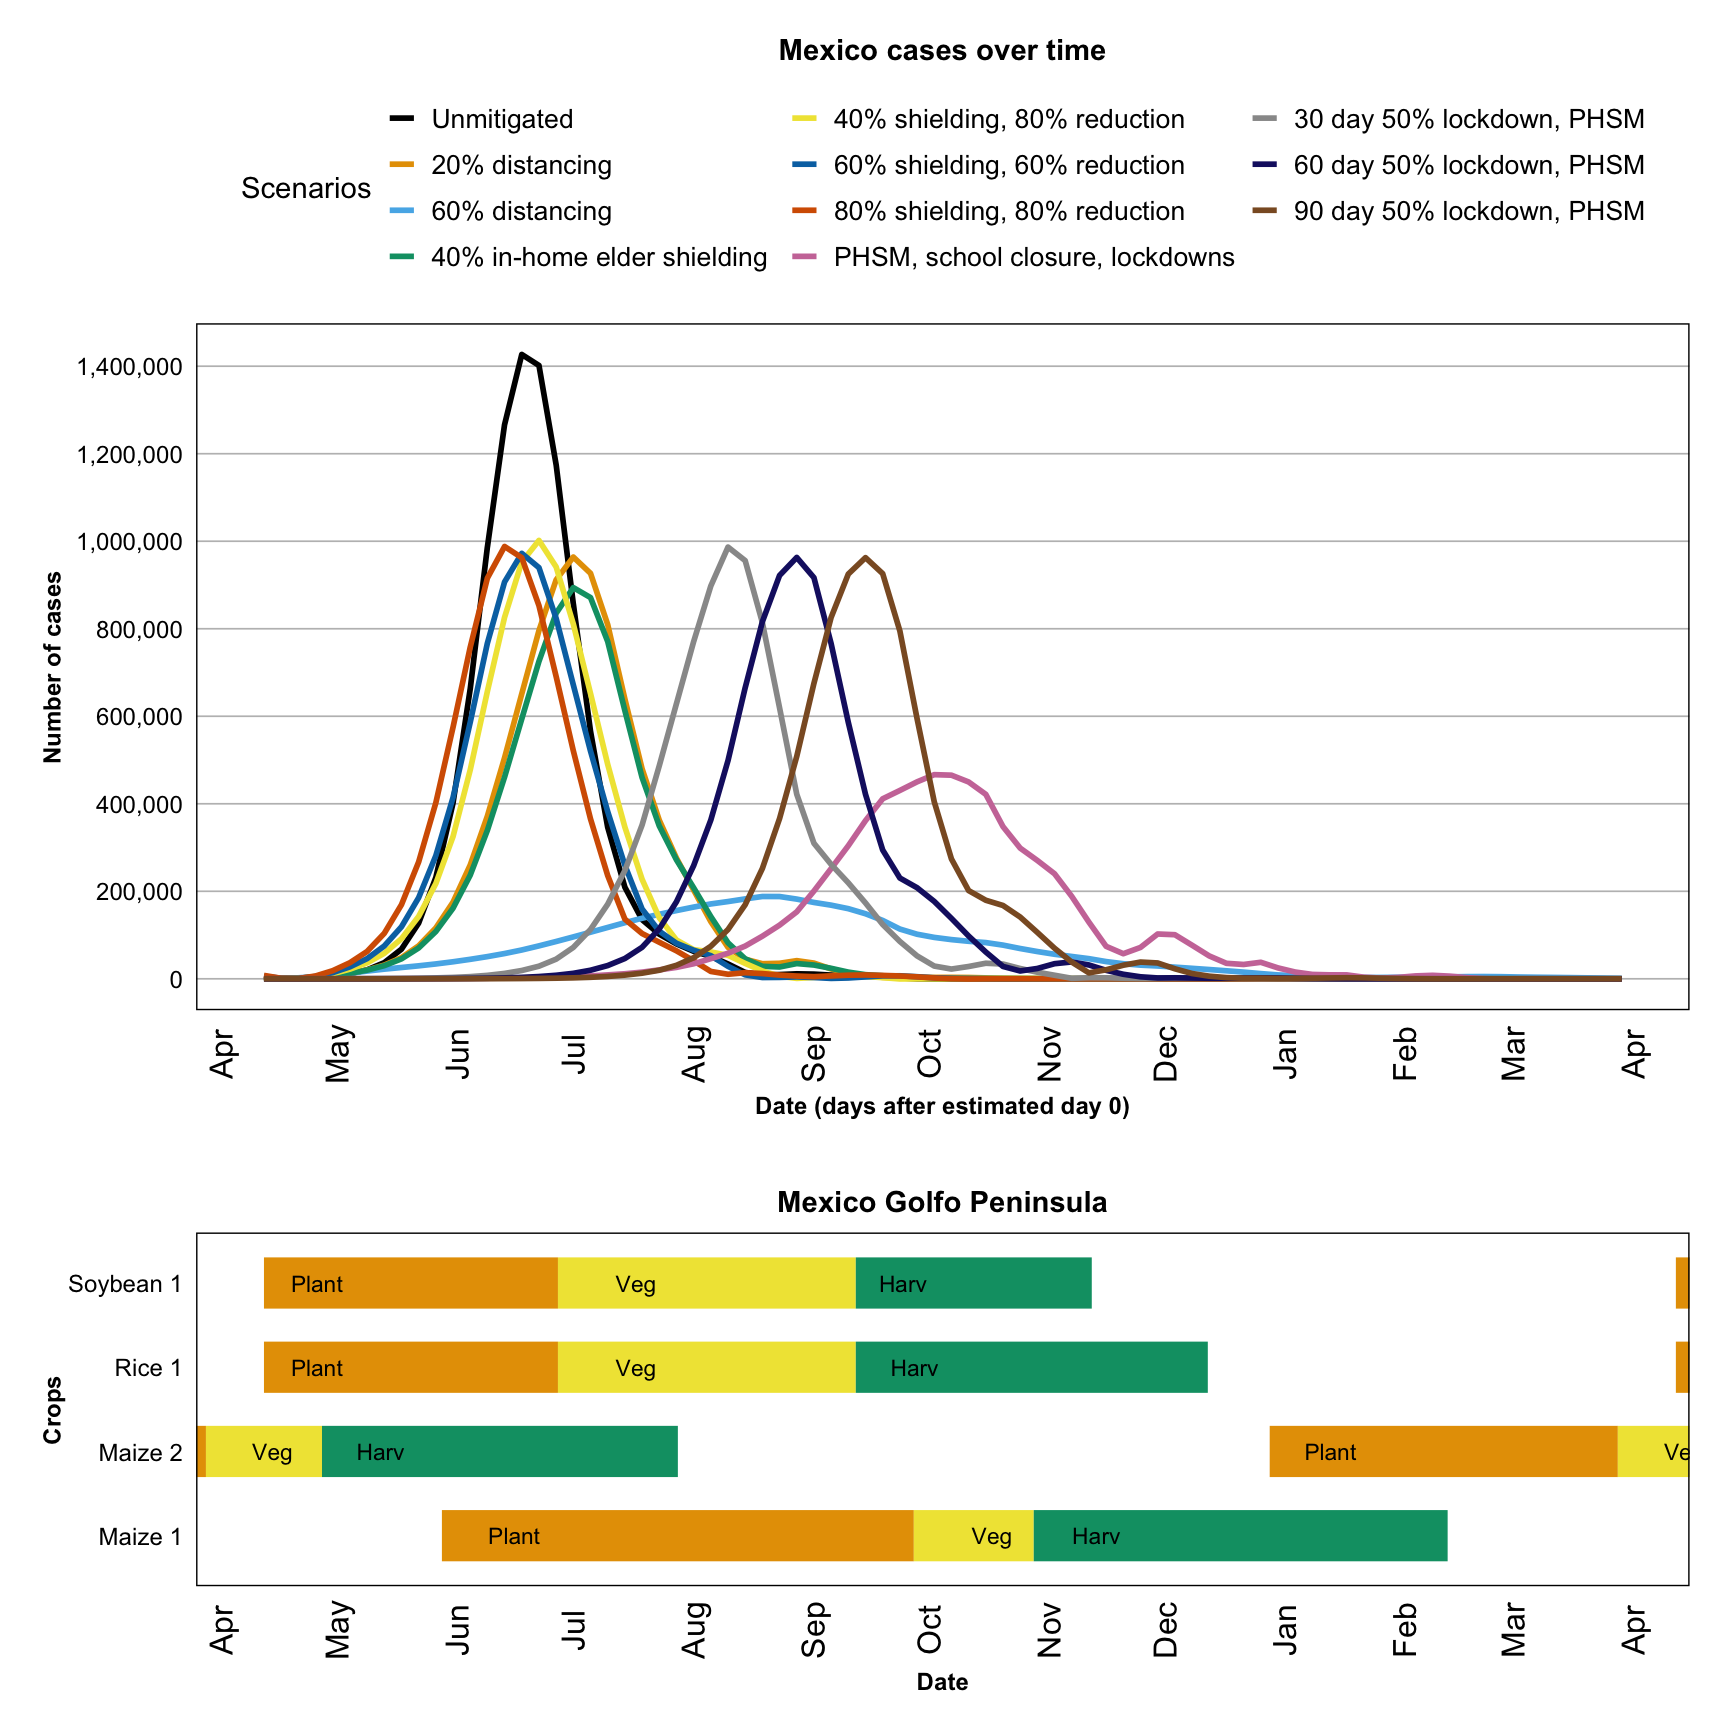 Mexico cases over time
Scenarios
Unmitigated
20% distancing
60% distancing
40% in-home elder shielding
40% shielding, 80% reduction
60% shielding, 60% reduction
80% shielding, 80% reduction
PHSM, school closure, lockdowns
30 day 50% lockdown, PHSM
60 day 50% lockdown, PHSM
90 day 50% lockdown, PHSM
Number of cases
1,400,000
1,200,000
1,000,000
800,000
600,000
400,000
200,000
0
Apr May Jun Jul Aug Sep Oct Nov Dec Jan Feb Mar Apr
Date (days after estimated day 0)
Mexico Golfo Peninsula
Crops
Soybean 1 Plant Veg Harv
Rice 1 Plant Veg Harv
Maize 2 Veg Harv Plant Ve
Maize 1 Plant Veg Harv
Apr May Jun Jul Aug Sep Oct Nov Dec Jan Feb Mar Apr
Date